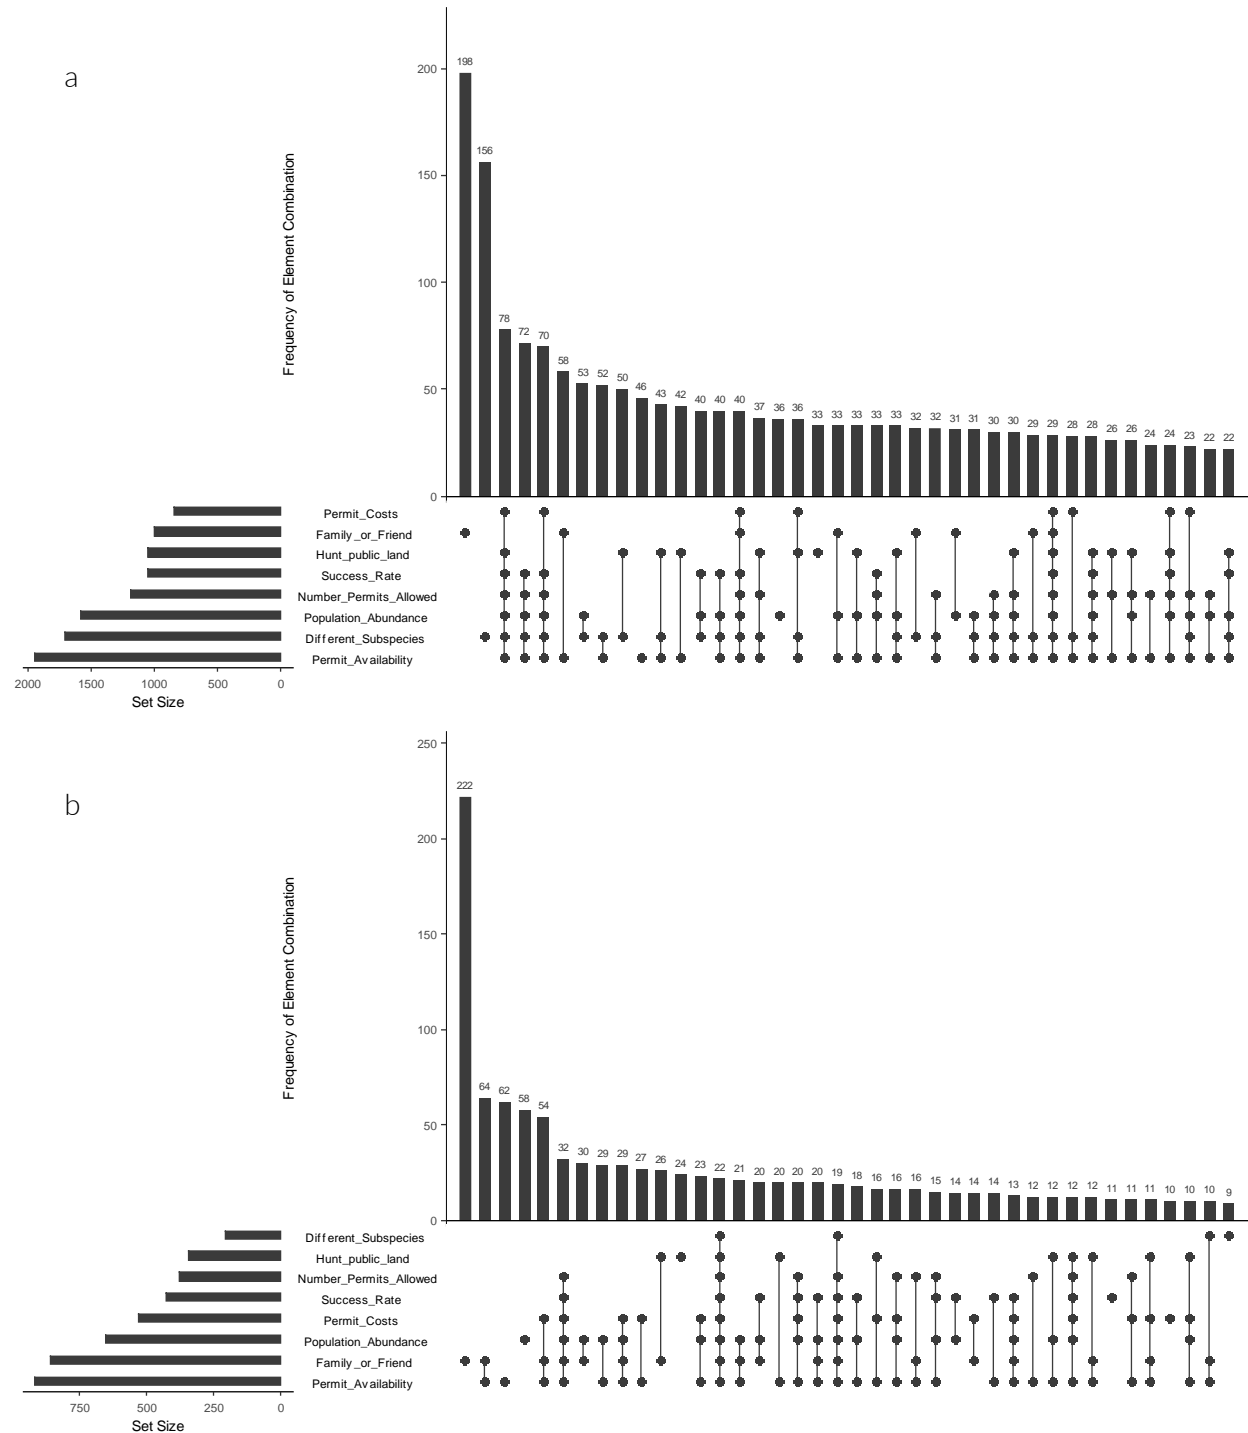 a
Frequency of Element Combination
200
150
100
50
0
198 156 78 72 70 58 53 52 50 46 43 42 40 40 40 37 36 36 33 33 33 33 33 32 32 31 31 30 30 29 29 28 28 26 26 24 24 23 22 22
Permit_Costs
Family_or_Friend
Hunt_public_land
Success_Rate
Number_Permits_Allowed
Population_Abundance
Different_Subspecies
Permit_Availability
2000 1500 1000 500 0
Set Size
b
Frequency of Element Combination
250
200
150
100
50
0
222 64 62 58 54 32 30 29 29 27 26 24 23 22 21 20 20 20 20 19 18 16 16 16 15 14 14 14 13 12 12 12 12 11 11 11 10 10 10 9
Different_Subspecies
Hunt_public_land
Number_Permits_Allowed
Success_Rate
Permit_Costs
Population_Abundance
Family_or_Friend
Permit_Availability
750 500 250 0
Set Size